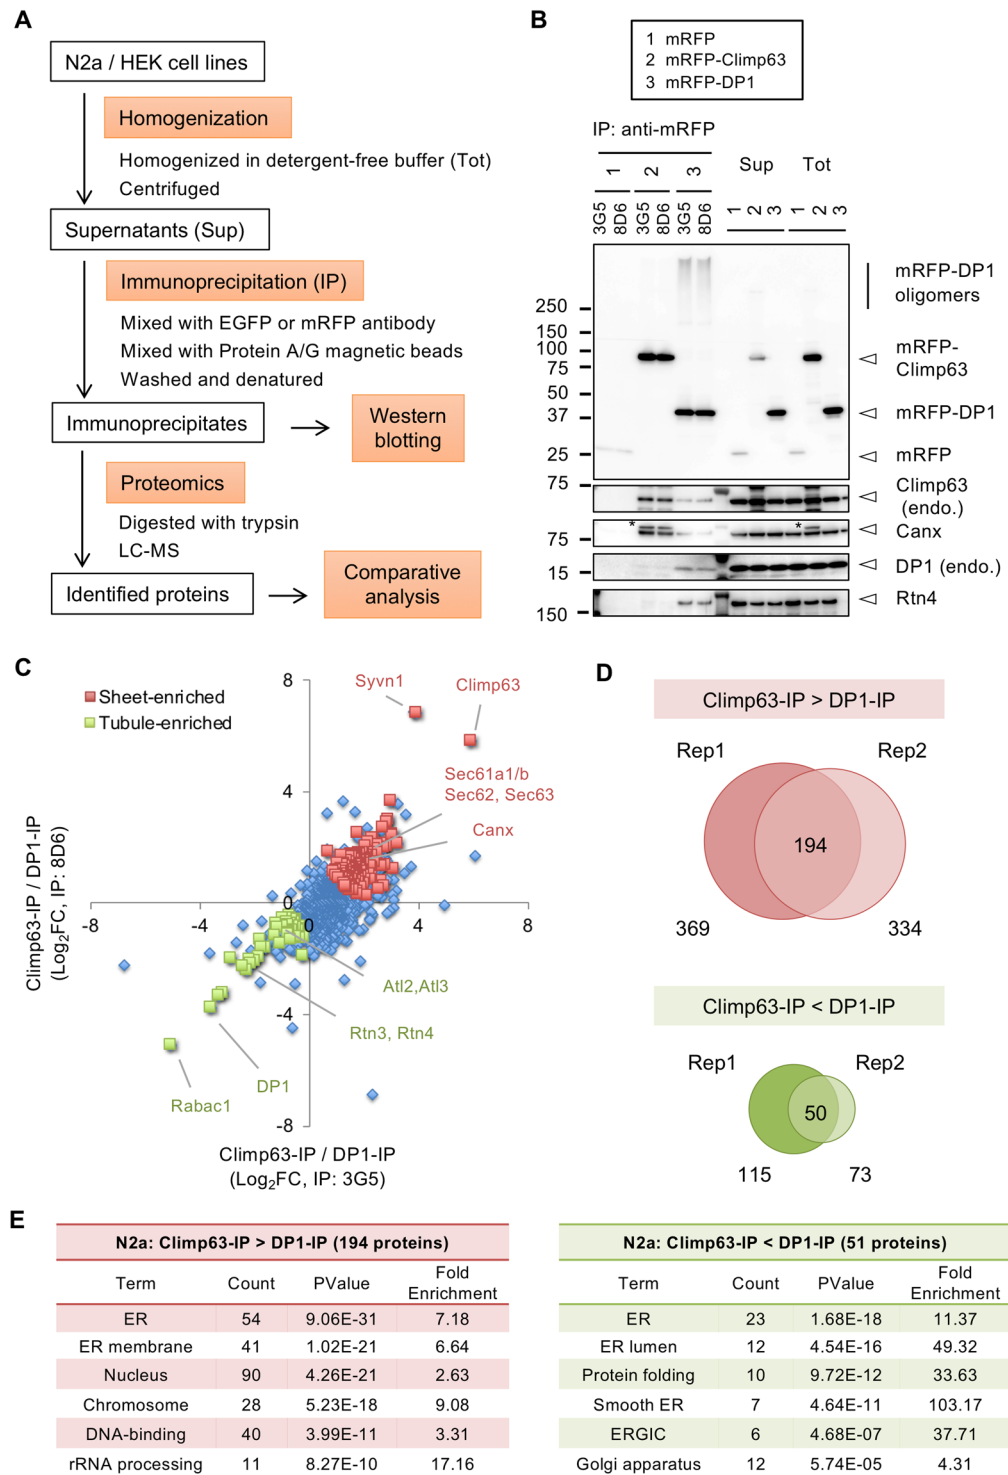 A
N2a / HEK cell lines
Homogenization
Homogenized in detergent-free buffer (Tot)
Centrifuged
Supernatants (Sup)
Immunoprecipitation (IP)
Mixed with EGFP or mRFP antibody
Mixed with Protein A/G magnetic beads
Washed and denatured
Immunoprecipitates
Western
blotting
Proteomics
Digested with trypsin
LC-MS
Identified proteins
Comparative
analysis
B
1 mRFP
2 mRFP-Climp63
3 mRFP-DP1
IP: anti-mRFP
1 2 3 Sup Tot
3G5 8D6 3G5 8D6 3G5 8D6 1 2 3 1 2 3
250
150
100
75
50
37
25
75
75
15
150
mRFP-DP1
oligomers
mRFP-
Climp63
mRFP-DP1
mRFP
Climp63
(endo.)
* *
Canx
DP1 (endo.)
Rtn4
C
Sheet-enriched
Tubule-enriched
Climp63-IP / DP1-IP
(Log2FC, IP: 8D6)
8
4
0
-4
-8
-8 -4 0 4 8
Syvn1
Climp63
Sec61a1/b
Sec62, Sec63
Canx
Atl2,Atl3
Rtn3, Rtn4
DP1
Rabac1
Climp63-IP / DP1-IP
(Log2FC, IP: 3G5)
D
Climp63-IP > DP1-IP
Rep1 Rep2
194
369 334
Climp63-IP < DP1-IP
Rep1 Rep2
50
115 73
E
N2a: Climp63-IP > DP1-IP (194 proteins)
Term Count PValue Fold Enrichment
ER 54 9.06E-31 7.18
ER membrane 41 1.02E-21 6.64
Nucleus 90 4.26E-21 2.63
Chromosome 28 5.23E-18 9.08
DNA-binding 40 3.99E-11 3.31
rRNA processing 11 8.27E-10 17.16
N2a: Climp63-IP < DP1-IP (51 proteins)
Term Count PValue Fold Enrichment
ER 23 1.68E-18 11.37
ER lumen 12 4.54E-16 49.32
Protein folding 10 9.72E-12 33.63
Smooth ER 7 4.64E-11 103.17
ERGIC 6 4.68E-07 37.71
Golgi apparatus 12 5.74E-05 4.31